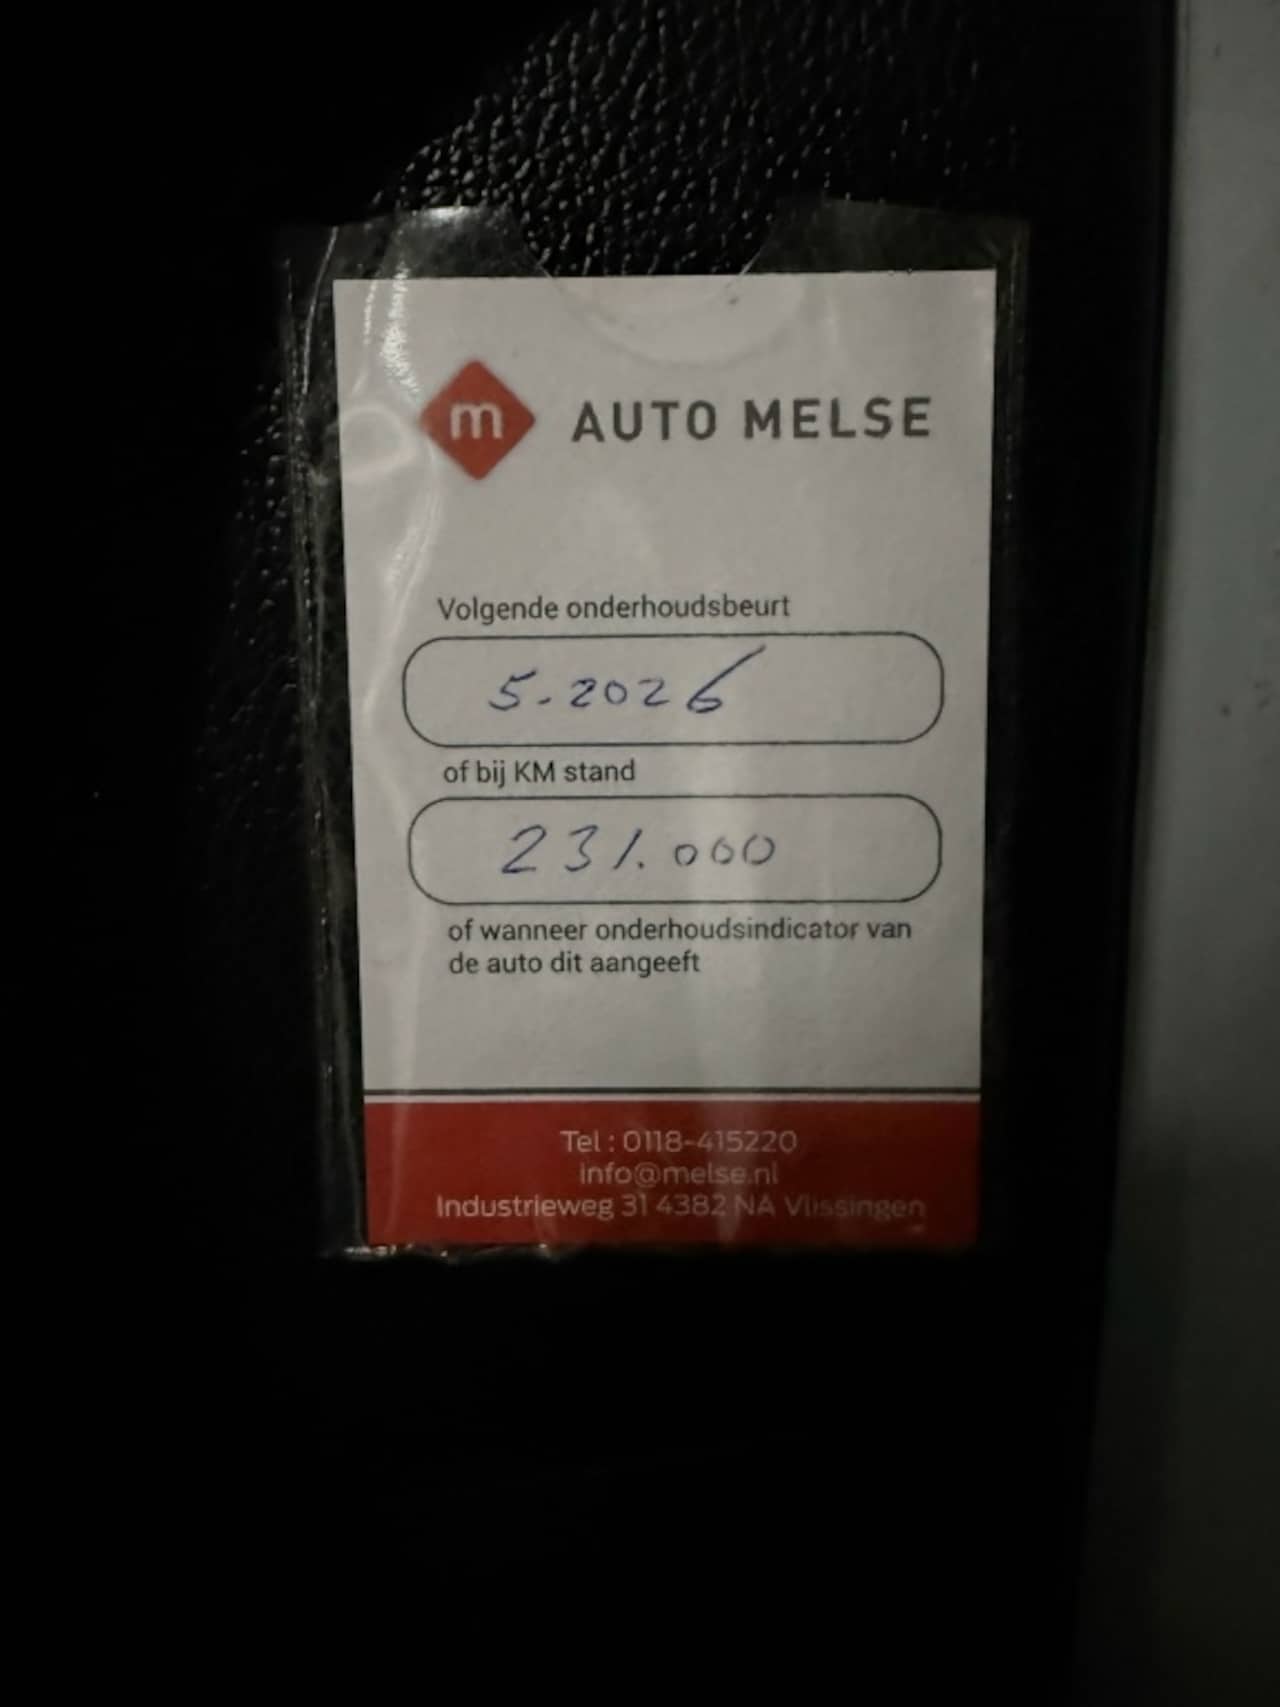 m AUTO MELSE
Volgende onderhoudsbeurt
5-2026
of bij KM stand
231.000
of wanneer onderhoudsindicator van
de auto dit aangeeft
Tel : 0118-415220
info@melse.nl
Industrieweg 31 4382 NA Vlissingen